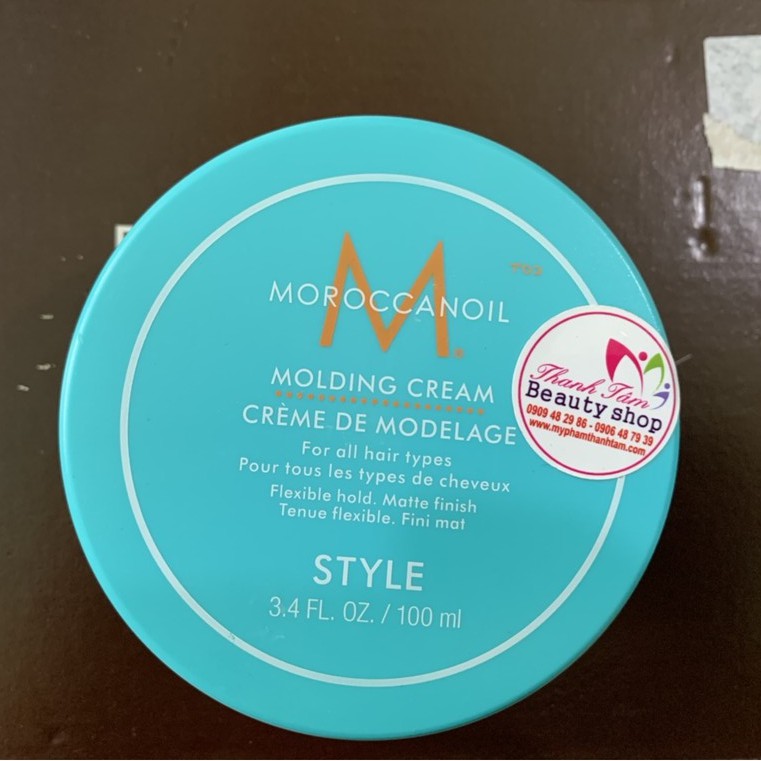 M.
MOROCCANOIL
MOLDING CREAM
CRÈME DE MODELAGE
For all hair types
Pour tous les types de cheveux
Flexible hold. Matte finish
Tenue flexible. Fini mat
STYLE
3.4 FL. OZ. / 100 ml
Thanh Tâm
Beauty shop
0909 48 29 86 - 0906 48 79 39
www.myphamthanhtam.com